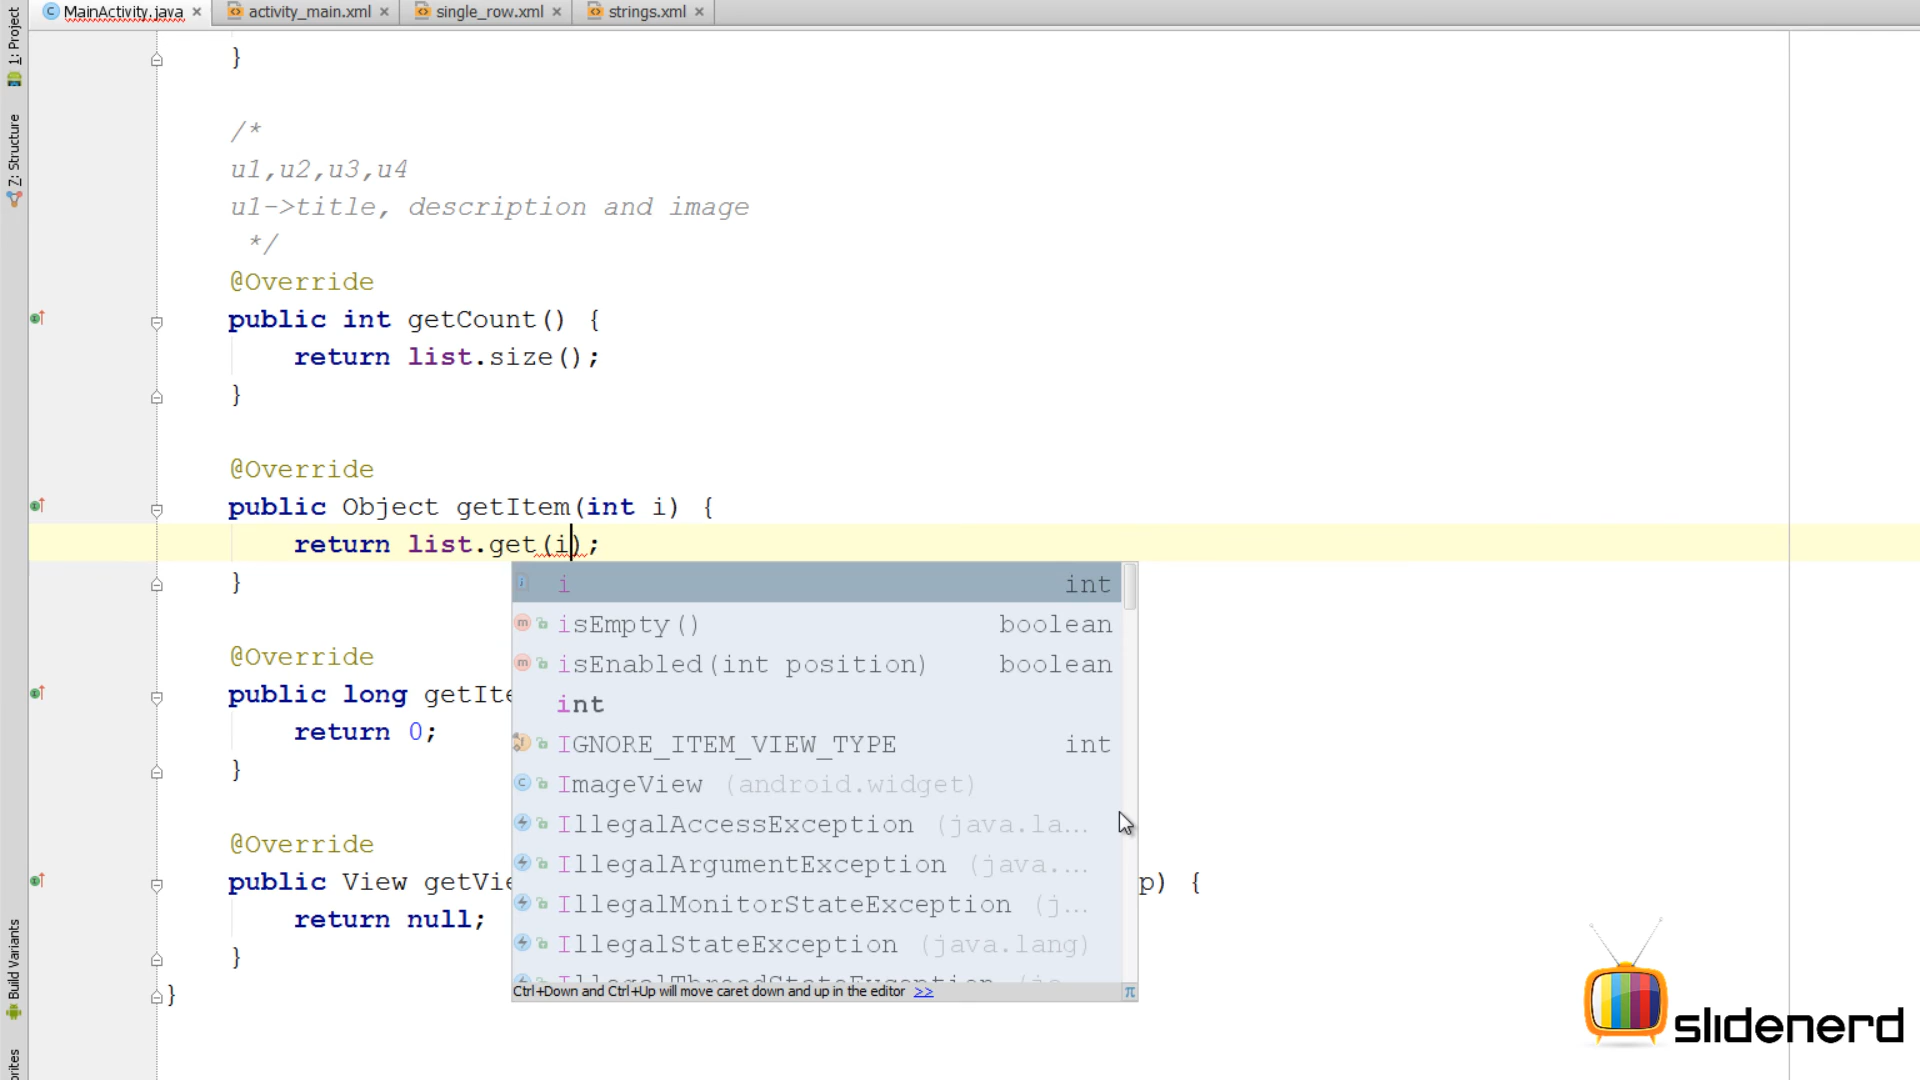 MainActivity.java
activity_main.xml
single_row.xml
strings.xml
1: Project
7: Structure
Build Variants
}
/*
u1,u2,u3,u4
u1->title, description and image
*/
@Override
public int getCount() {
return list.size();
}
@Override
public Object getItem(int i) {
return list.get(i);
}
i int
isEmpty() boolean
isEnabled(int position) boolean
int
IGNORE_ITEM_VIEW_TYPE int
ImageView (android.widget)
IllegalAccessException (java.la...
IllegalArgumentException (java....
IllegalMonitorStateException (j...
IllegalStateException (java.lang)
Ctrl+Down and Ctrl+Up will move caret down and up in the editor >>
π
@Override
public long getIte
return 0;
}
@Override
public View getVie p) {
return null;
}
}
slidenerd